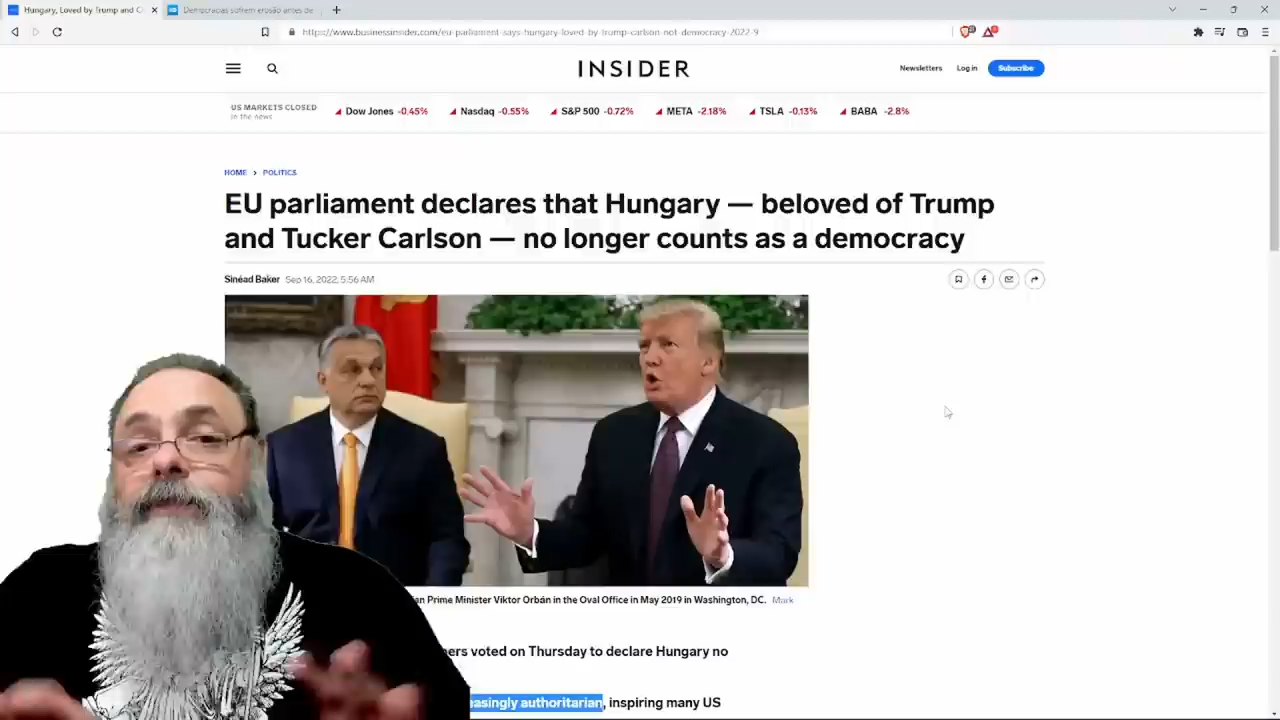 Hungary, Loved by Trump and C
Democracias sofrem erosão antes de
https://www.businessinsider.com/eu-parliament-says-hungary-loved-by-trump-carlson-not-democracy-2022-9
INSIDER
Newsletters Log in Subscribe
US MARKETS CLOSED
In the news
Dow Jones -0.45% Nasdaq -0.55% S&P 500 -0.72% META -2.18% TSLA -0.13% BABA -2.8%
HOME > POLITICS
EU parliament declares that Hungary — beloved of Trump
and Tucker Carlson — no longer counts as a democracy
Sinéad Baker Sep 16, 2022, 5:56 AM
an Prime Minister Viktor Orbán in the Oval Office in May 2019 in Washington, DC. Mark
ers voted on Thursday to declare Hungary no
easingly authoritarian, inspiring many US